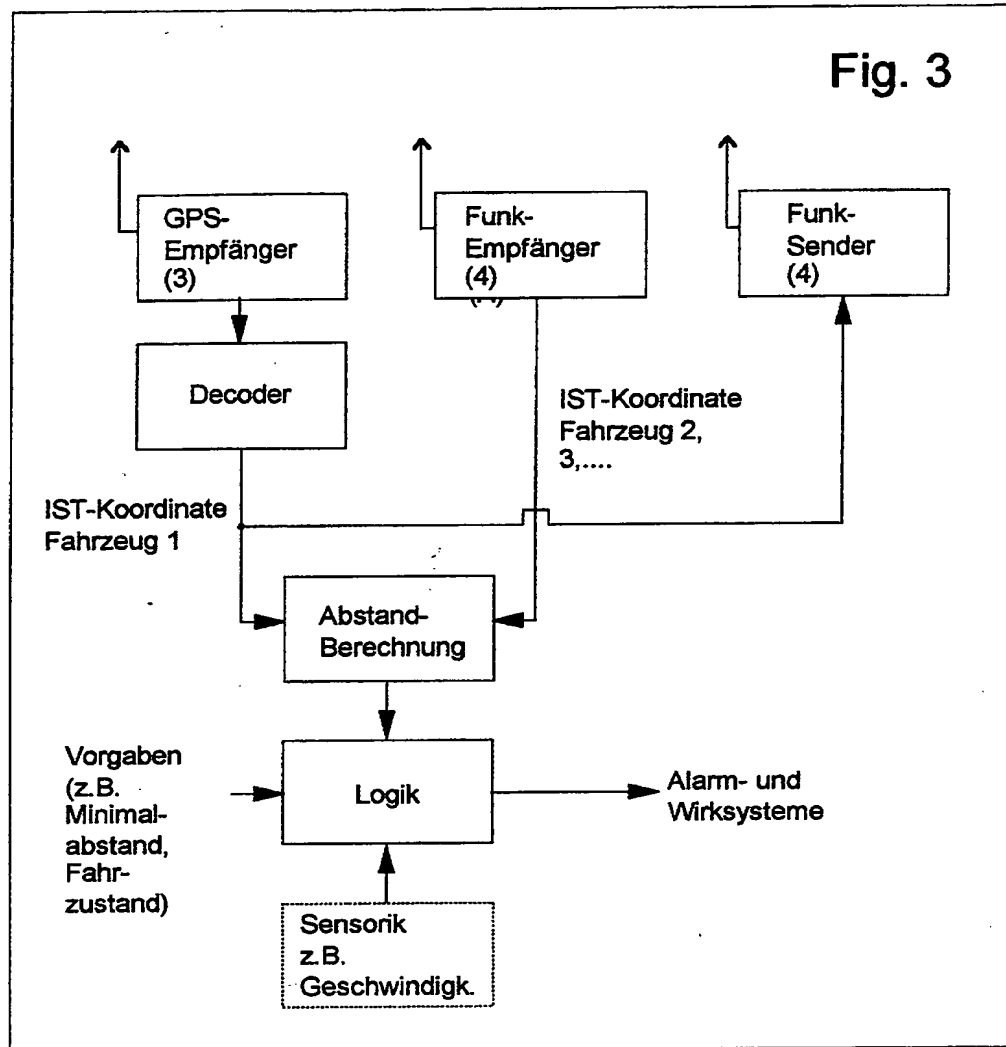 Fig. 3
GPS-
Empfänger
(3)
Funk-
Empfänger
(4)
Funk-
Sender
(4)
Decoder
IST-Koordinate
Fahrzeug 2,
3,....
IST-Koordinate
Fahrzeug 1
Abstand-
Berechnung
Vorgaben
(z.B.
Minimal-
abstand,
Fahr-
zustand)
Logik
Alarm- und
Wirksysteme
Sensorik
z.B.
Geschwindigk.